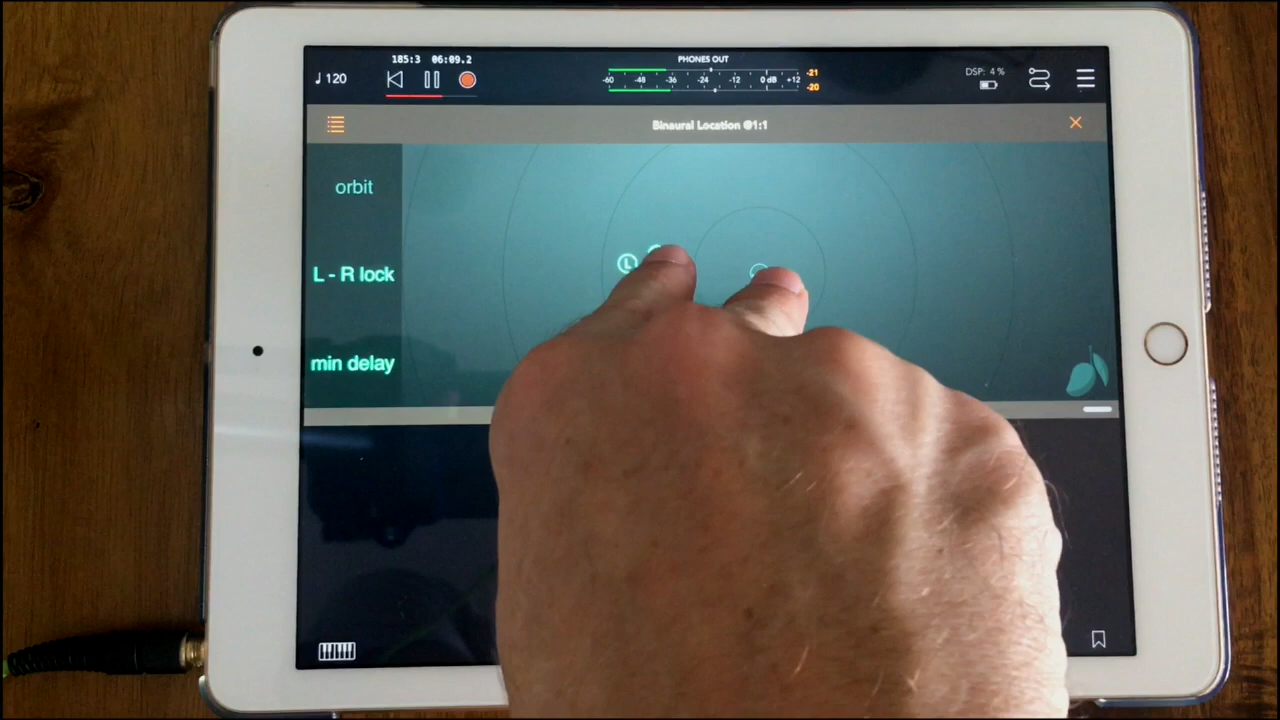 185:3 06:09.2
120
PHONES OUT
-60 -48 -36 -24 -12 0 dB +12
-21
-20
DSP: 4 %
Binaural Location @1:1
orbit
L
L - R lock
min delay